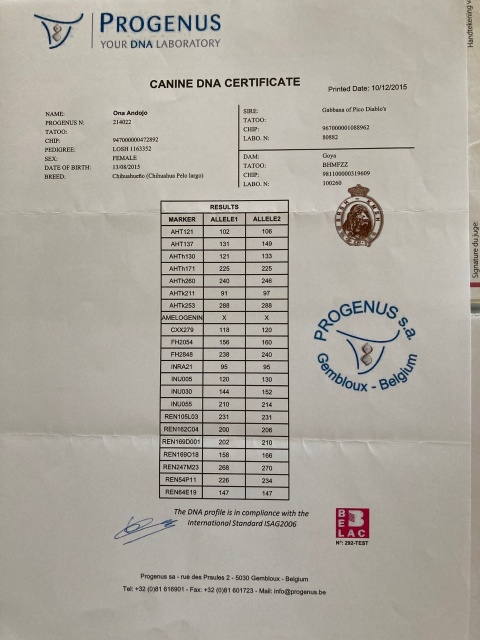 PROGENUS
YOUR DNA LABORATORY
CANINE DNA CERTIFICATE
Printed Date: 10/12/2015
NAME: Ona Andojo
PROGENUS N: 214022
TATOO:
CHIP: 947000000472892
PEDIGREE: LOSH 1163352
SEX: FEMALE
DATE OF BIRTH: 13/08/2015
BREED: Chihuahueño (Chihuahus Pelo largo)
SIRE: Gabbana of Pico Diablo's
TATOO:
CHIP: 967000001088962
LABO. N: 80882
DAM: Goya
TATOO: BHMFZZ
CHIP: 981100000319609
LABO. N: 100260
RESULTS
MARKER ALLELE1 ALLELE2
AHT121 102 106
AHT137 131 149
AHTh130 121 133
AHTh171 225 225
AHTh260 240 246
AHTk211 91 97
AHTk253 288 288
AMELOGENIN X X
CXX279 118 120
FH2054 156 160
FH2848 238 240
INRA21 95 95
INU005 120 130
INU030 144 152
INU055 210 214
REN105L03 231 231
REN162C04 200 206
REN169D001 202 210
REN169O18 158 166
REN247M23 268 270
REN54P11 226 234
REN64E19 147 147
PROGENUS s.a.
Gembloux - Belgium
The DNA profile is in compliance with the
International Standard ISAG2006
BELAC
N°: 292-TEST
Progenus sa - rue des Praules 2 - 5030 Gembloux - Belgium
Tel: +32 (0)81 616901 - Fax: +32 (0)81 601723 - Mail: info@progenus.be
Handtekening
Signature du juge